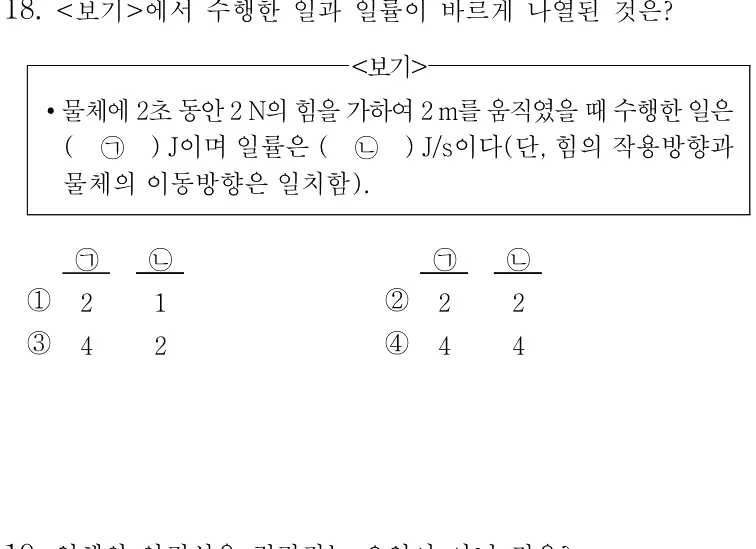 18. <보기>에서 수행한 일과 일률이 바르게 나열된 것은?
<보기>
• 물체에 2초 동안 2 N의 힘을 가하여 2 m를 움직였을 때 수행한 일은
( ㉠ ) J이며 일률은 ( ㉡ ) J/s이다(단, 힘의 작용방향과
물체의 이동방향은 일치함).
㉠ ㉡ ㉠ ㉡
① 2 1 ② 2 2
③ 4 2 ④ 4 4